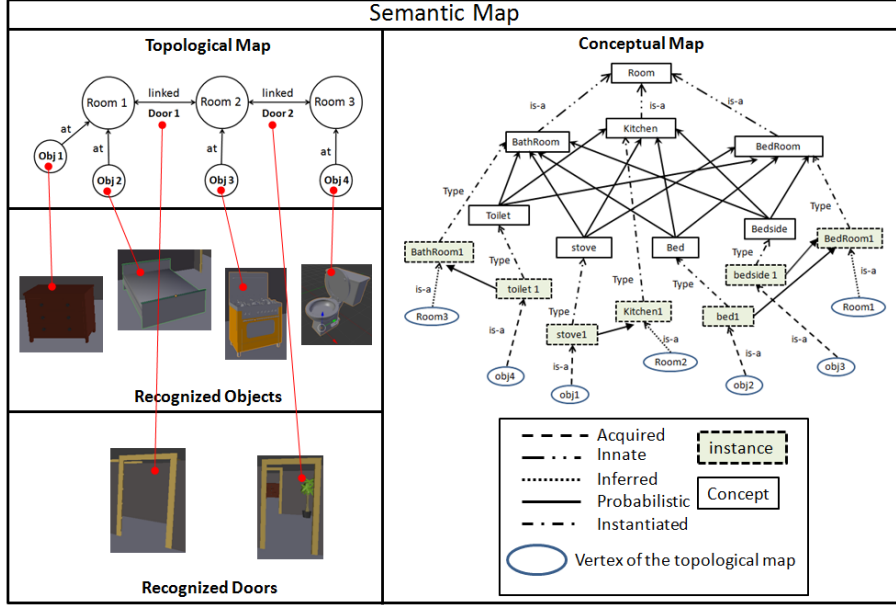 Semantic Map
Topological Map
Room 1
linked
Door 1
Room 2
linked
Door 2
Room 3
at
at
at
at
Obj 1
Obj 2
Obj 3
Obj 4
Recognized Objects
Recognized Doors
Conceptual Map
Room
is-a
is-a
is-a
BathRoom
Kitchen
BedRoom
Type
Type
Toilet
stove
Bed
Bedside
BathRoom1
Type
Type
Type
Type
BedRoom1
is-a
toilet 1
Type
bedside 1
is-a
Room3
stove1
Kitchen1
bed1
Room1
is-a
is-a
is-a
is-a
is-a
obj4
obj1
Room2
obj2
obj3
Acquired
Innate
Inferred
Probabilistic
Instantiated
instance
Concept
Vertex of the topological map